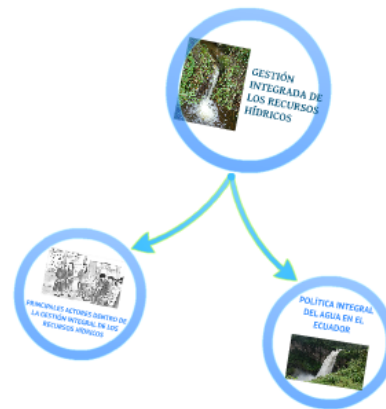 GESTIÓN
INTEGRADA DE
LOS RECURSOS
HÍDRICOS
PRINCIPALES ACTORES DENTRO DE
LA GESTIÓN INTEGRAL DE LOS
RECURSOS HÍDRICOS
POLÍTICA INTEGRAL
DEL AGUA EN EL
ECUADOR